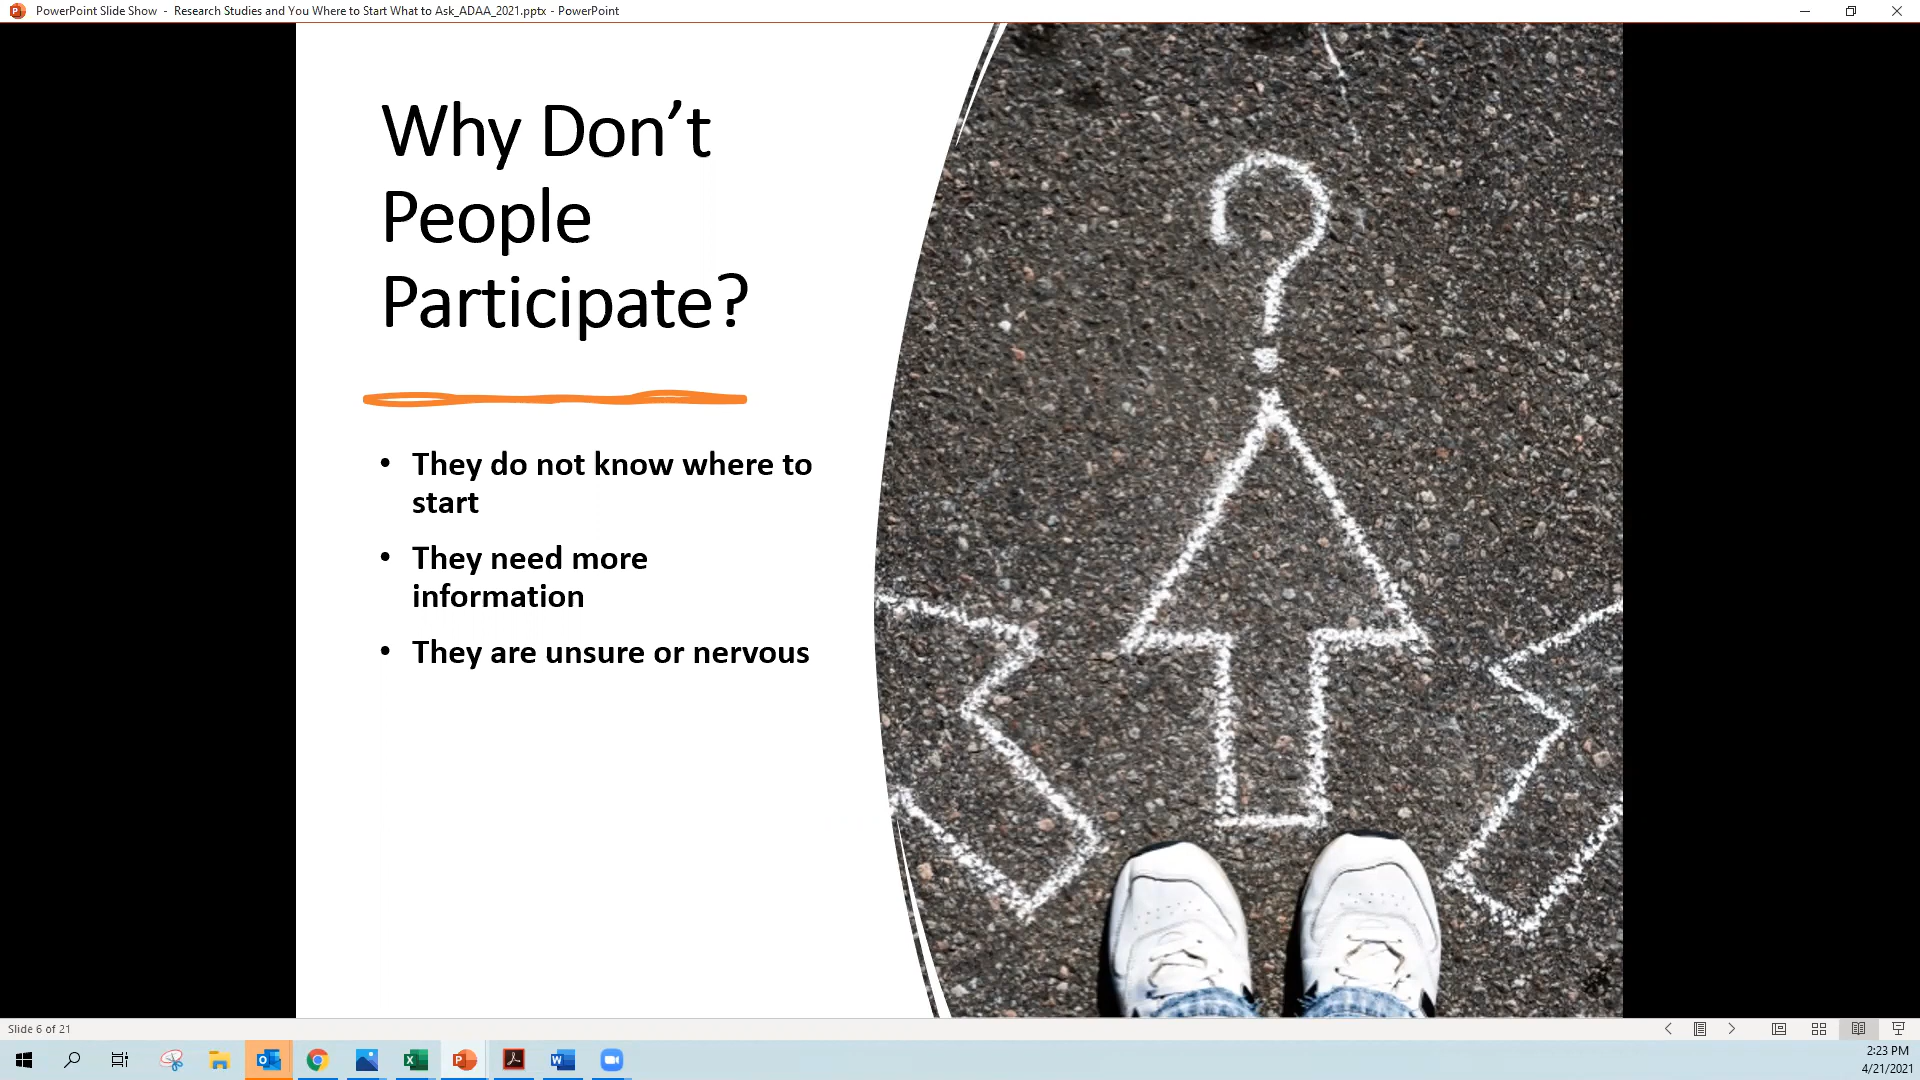 PowerPoint Slide Show  -  Research Studies and You Where to Start What to Ask_ADAA_2021.pptx - PowerPoint
Why Don’t
People
Participate?
• They do not know where to
start
• They need more
information
• They are unsure or nervous
?
Slide 6 of 21
2:23 PM
4/21/2021